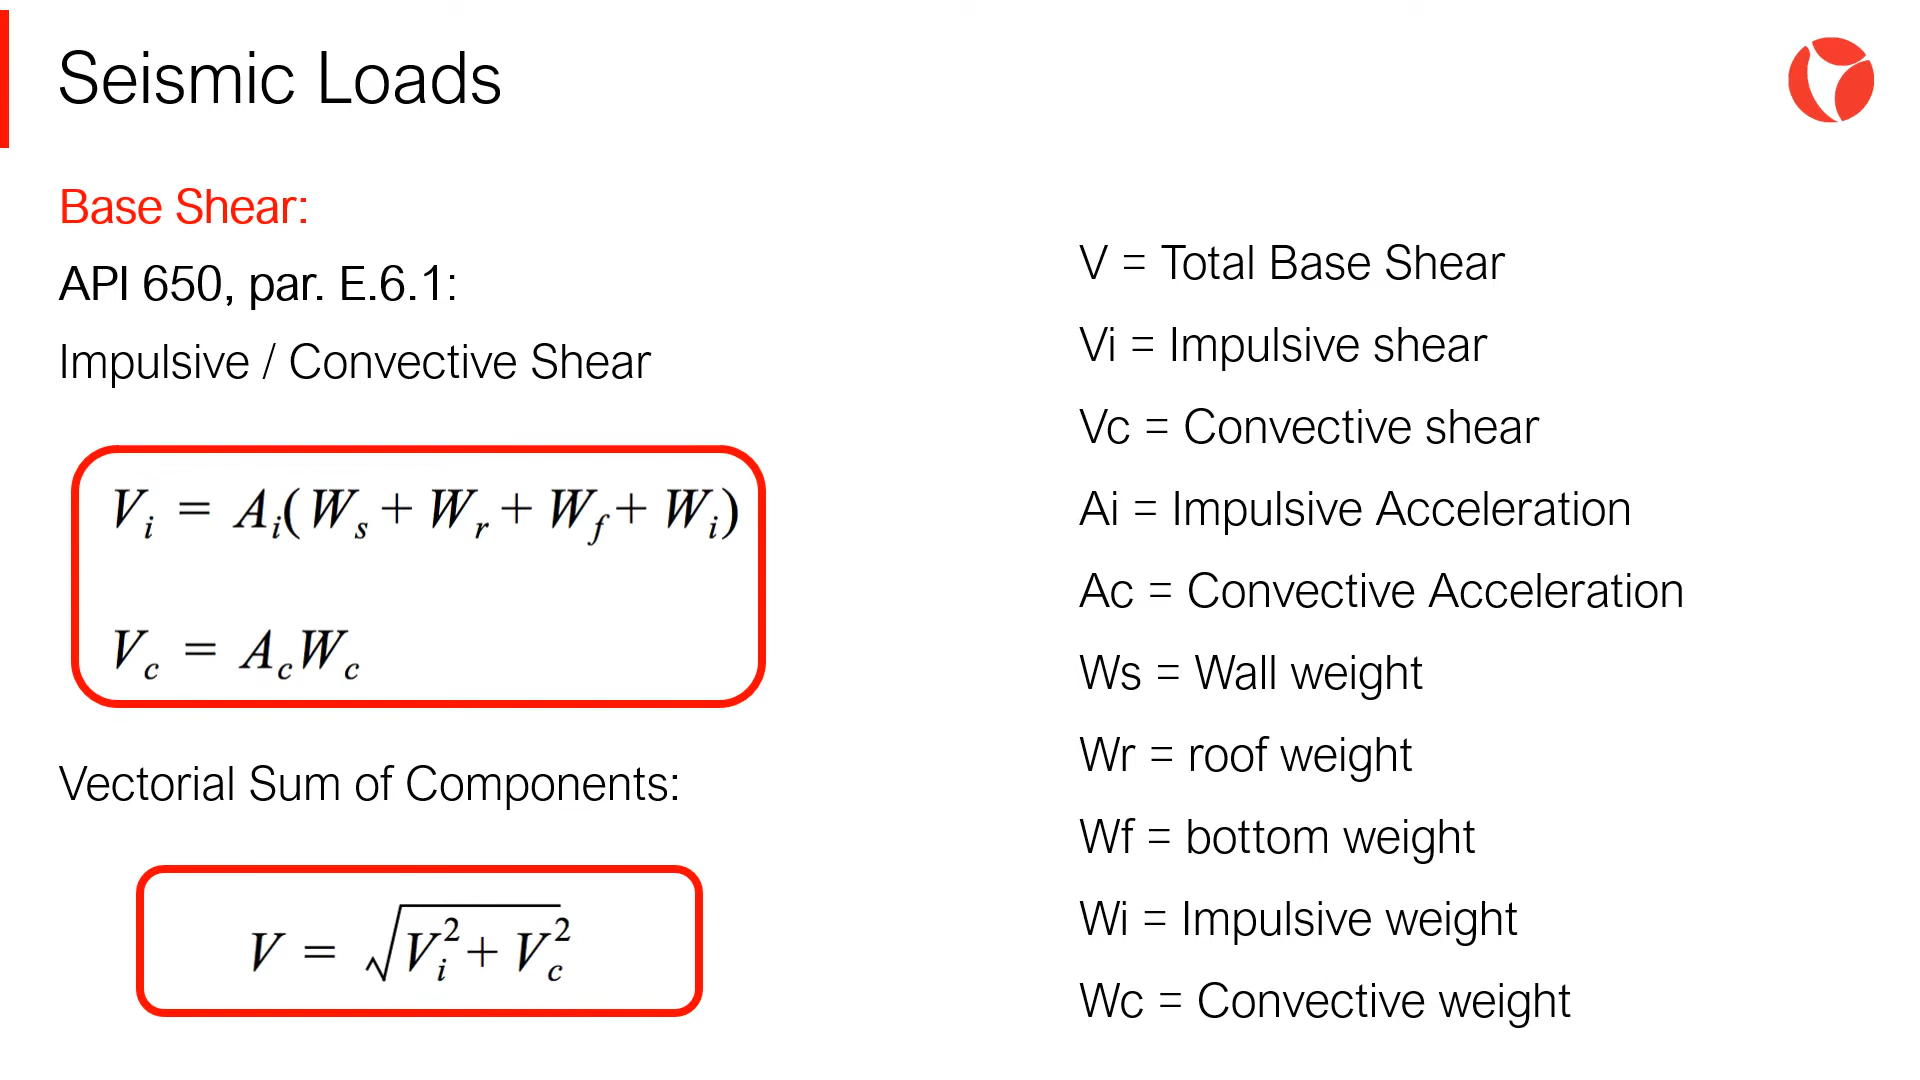 Seismic Loads
Base Shear:
API 650, par. E.6.1:
Impulsive / Convective Shear
V_i = A_i(W_s + W_r + W_f + W_i)
V_c = A_cW_c
Vectorial Sum of Components:
V = √(V_i² + V_c²)
V = Total Base Shear
Vi = Impulsive shear
Vc = Convective shear
Ai = Impulsive Acceleration
Ac = Convective Acceleration
Ws = Wall weight
Wr = roof weight
Wf = bottom weight
Wi = Impulsive weight
Wc = Convective weight